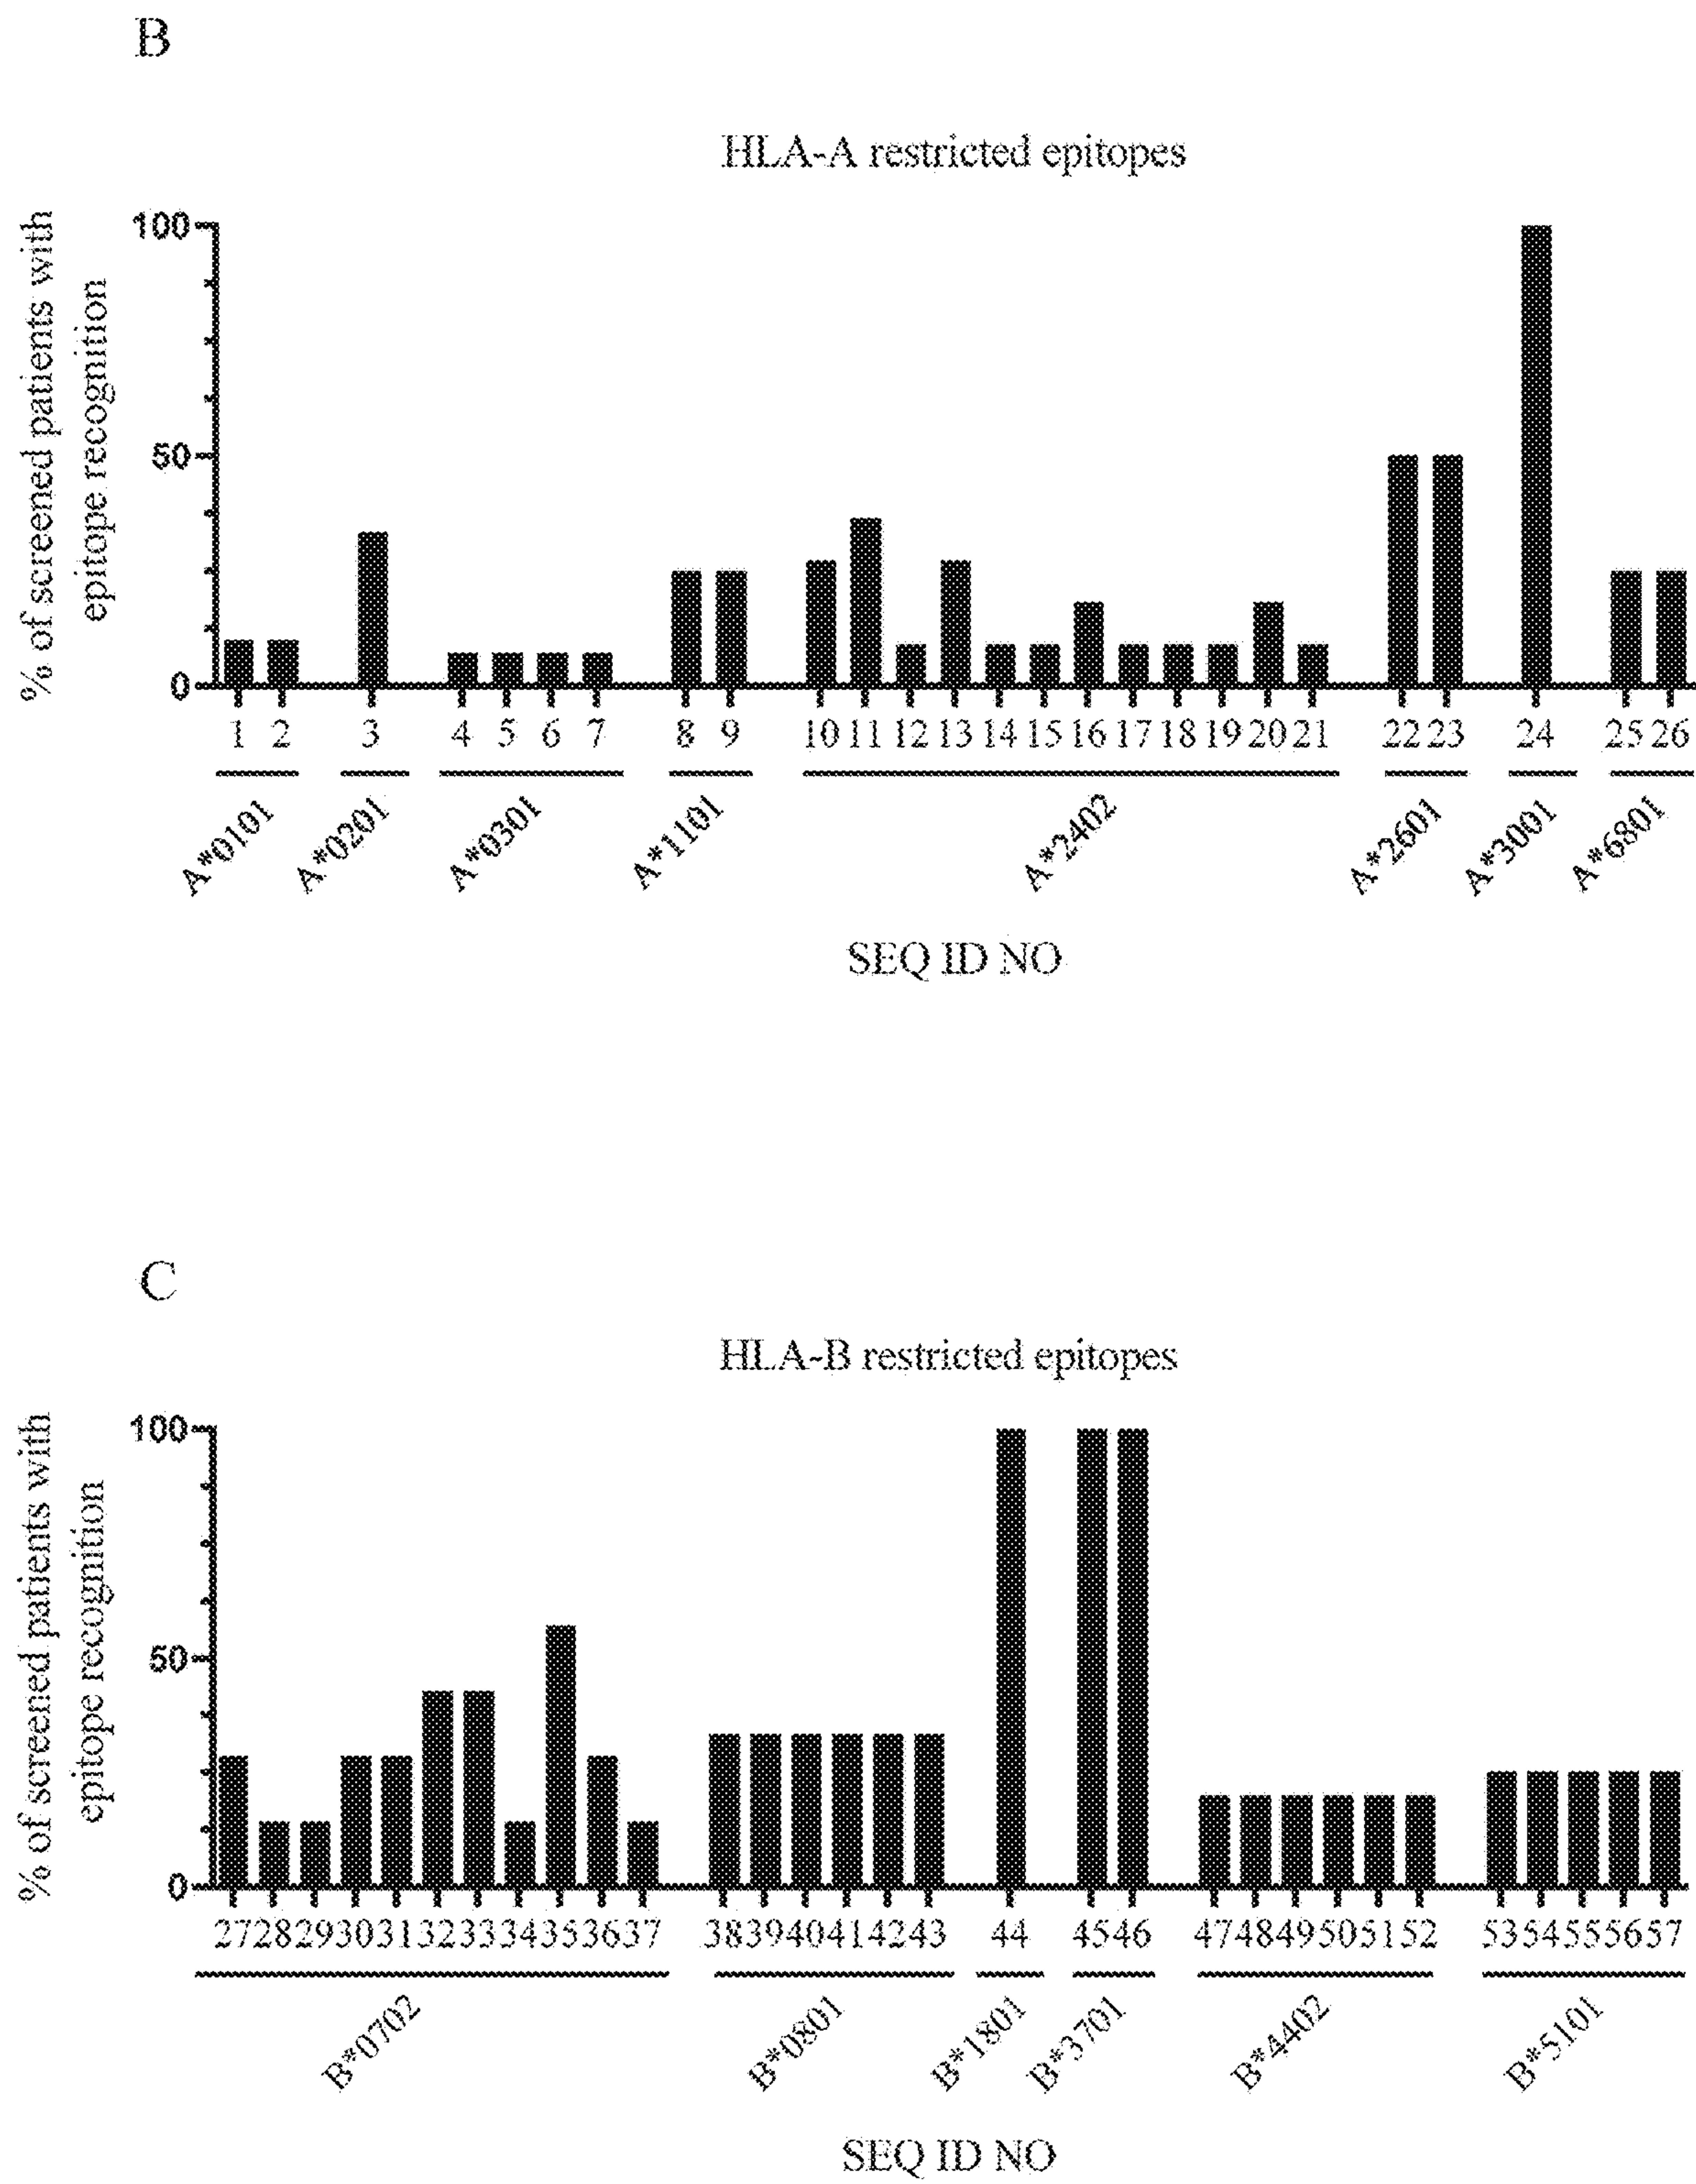 B
HLA-A restricted epitopes
% of screened patients with
epitope recognition
100
50
0
1 2 3 4 5 6 7 8 9 10 11 12 13 14 15 16 17 18 19 20 21 22 23 24 25 26
A*0101 A*0201 A*0301 A*1101 A*2402 A*2601 A*3001 A*6801
SEQ ID NO
C
HLA-B restricted epitopes
% of screened patients with
epitope recognition
100
50
0
27 28 29 30 31 32 33 34 35 36 37 38 39 40 41 42 43 44 45 46 47 48 49 50 51 52 53 54 55 56 57
B*0702 B*0801 B*1801 B*3701 B*4402 B*5101
SEQ ID NO